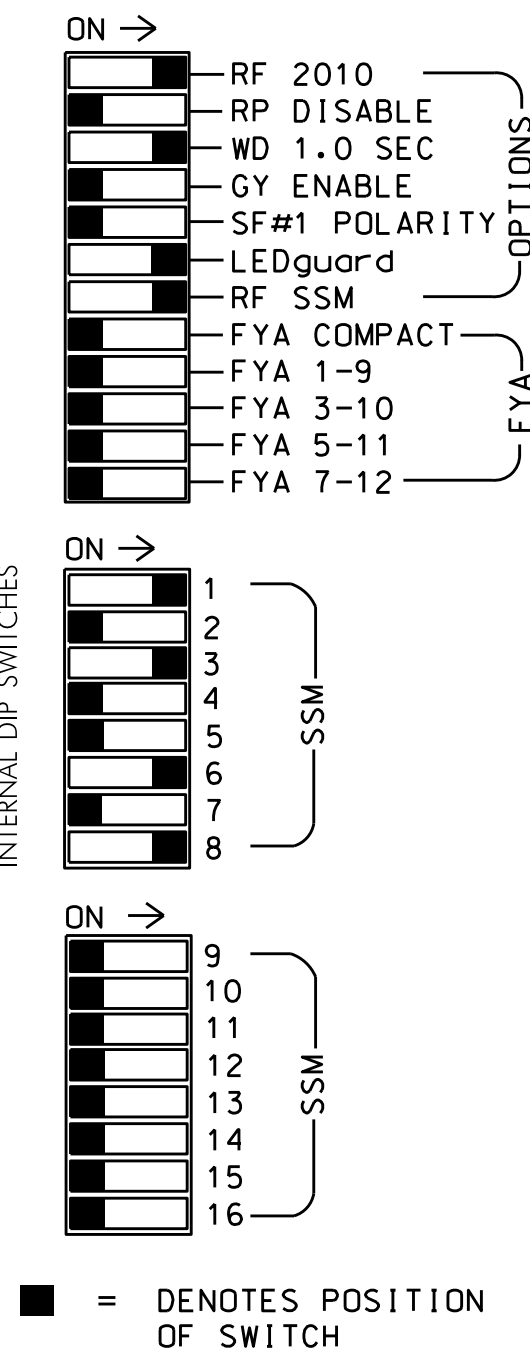 ON
RF 2010
RP DISABLE
WD 1.0 SEC
GY ENABLE
SF#1 POLARITY
LEDguard
RF SSM
OPTIONS
FYA COMPACT
FYA 1-9
FYA 3-10
FYA 5-11
FYA 7-12
FYA
INTERNAL DIP SWITCHES
ON
1
2
3
4
5
6
7
8
SSM
ON
9
10
11
12
13
14
15
16
SSM
= DENOTES POSITION
OF SWITCH